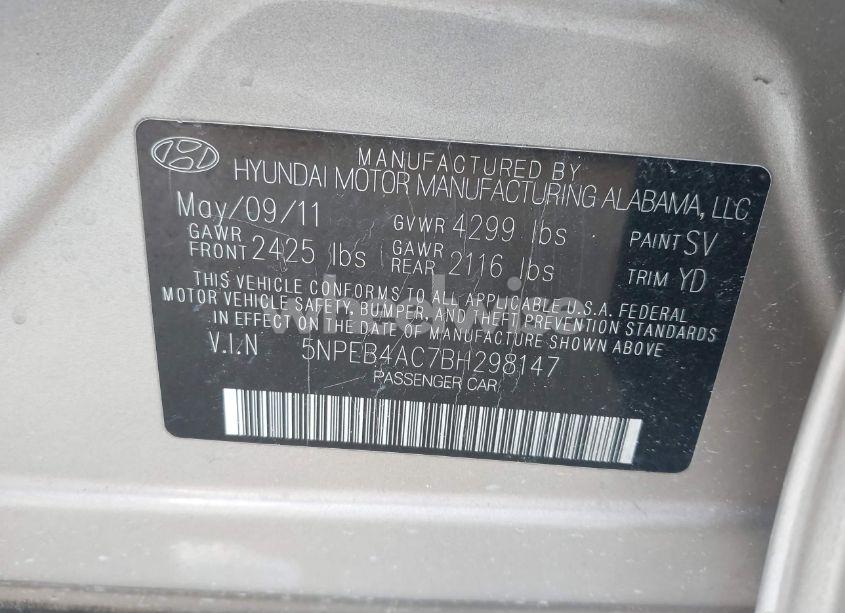 MANUFACTURED BY
HYUNDAI MOTOR MANUFACTURING ALABAMA, LLC
May/09/11 GVWR 4299 lbs PAINT SV
GAWR FRONT 2425 lbs GAWR REAR 2116 lbs TRIM YD
THIS VEHICLE CONFORMS TO ALL APPLICABLE U.S.A. FEDERAL
MOTOR VEHICLE SAFETY, BUMPER, AND THEFT PREVENTION STANDARDS
IN EFFECT ON THE DATE OF MANUFACTURE SHOWN ABOVE
V.I.N 5NPEB4AC7BH298147
PASSENGER CAR
wheelwise